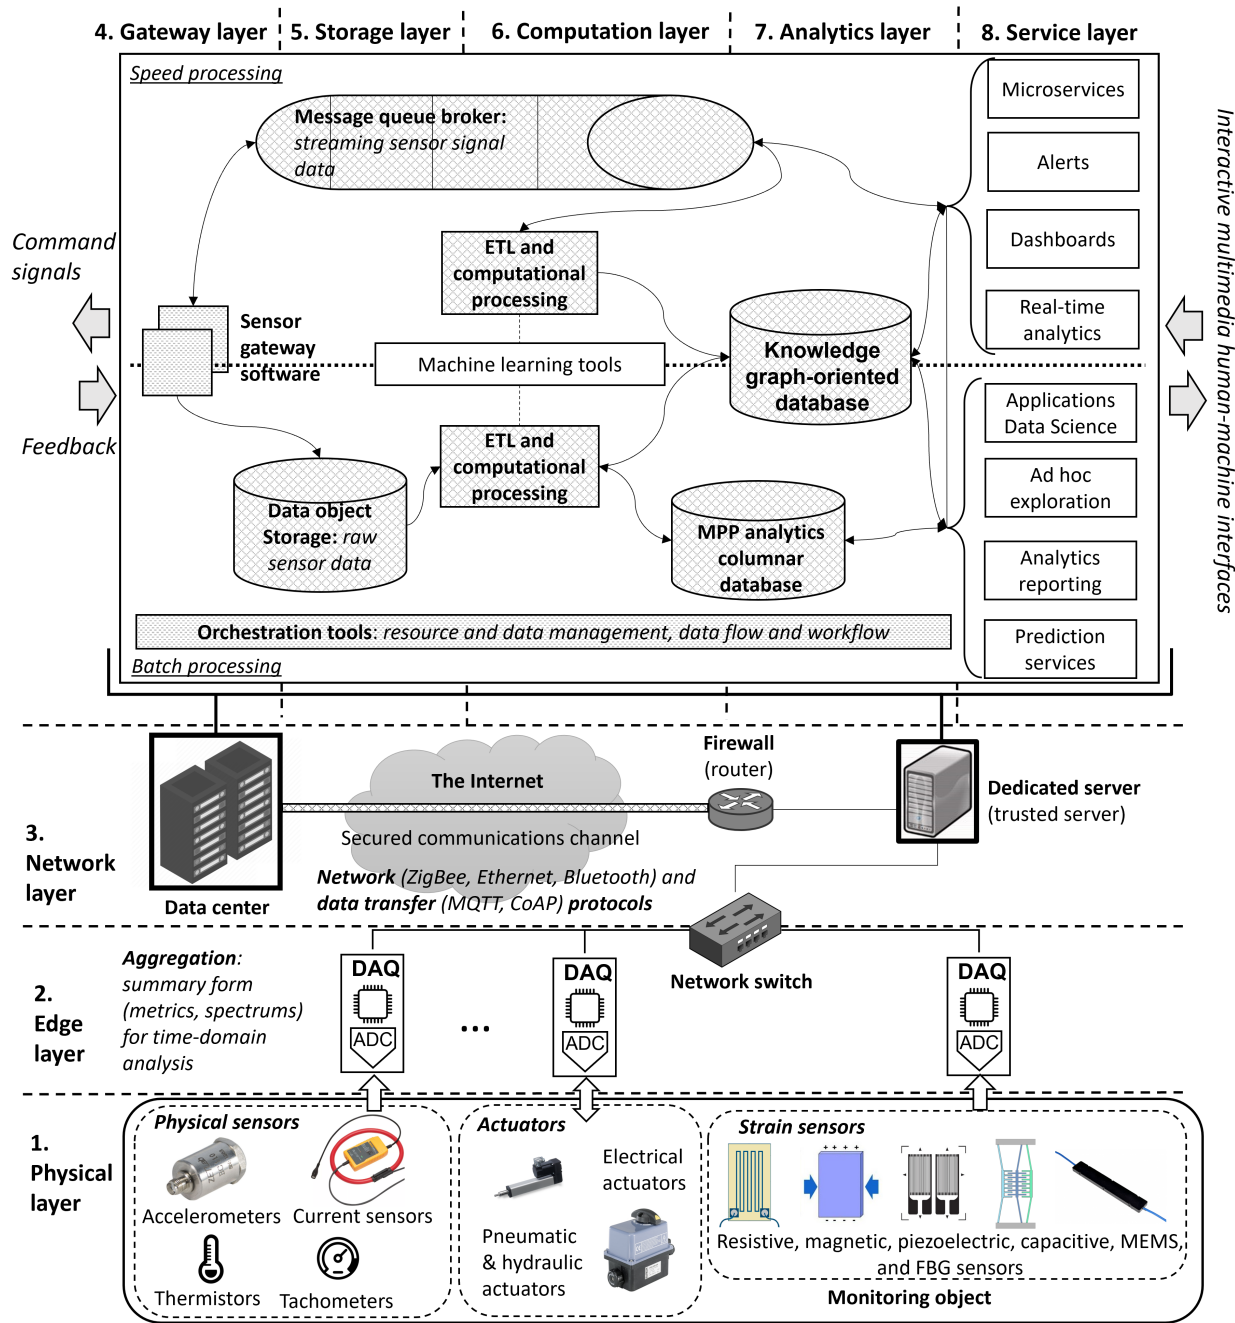 4. Gateway layer
5. Storage layer
6. Computation layer
7. Analytics layer
8. Service layer
Speed processing
Message queue broker:
streaming sensor signal
data
Microservices
Alerts
Dashboards
Real-time
analytics
Command
signals
Feedback
Sensor
gateway
software
ETL and
computational
processing
Machine learning tools
Knowledge
graph-oriented
database
ETL and
computational
processing
Data object
Storage: raw
sensor data
MPP analytics
columnar
database
Applications
Data Science
Ad hoc
exploration
Analytics
reporting
Prediction
services
Interactive multimedia human-machine interfaces
Orchestration tools: resource and data management, data flow and workflow
Batch processing
3.
Network
layer
Data center
The Internet
Secured communications channel
Network (ZigBee, Ethernet, Bluetooth) and
data transfer (MQTT, CoAP) protocols
Firewall
(router)
Dedicated server
(trusted server)
Network switch
2.
Edge
layer
Aggregation:
summary form
(metrics, spectrums)
for time-domain
analysis
DAQ
ADC
...
DAQ
ADC
DAQ
ADC
1.
Physical
layer
Physical sensors
Accelerometers
Current sensors
Thermistors
Tachometers
Actuators
Electrical
actuators
Pneumatic
& hydraulic
actuators
Strain sensors
++++
++++
Resistive, magnetic, piezoelectric, capacitive, MEMS,
and FBG sensors
Monitoring object